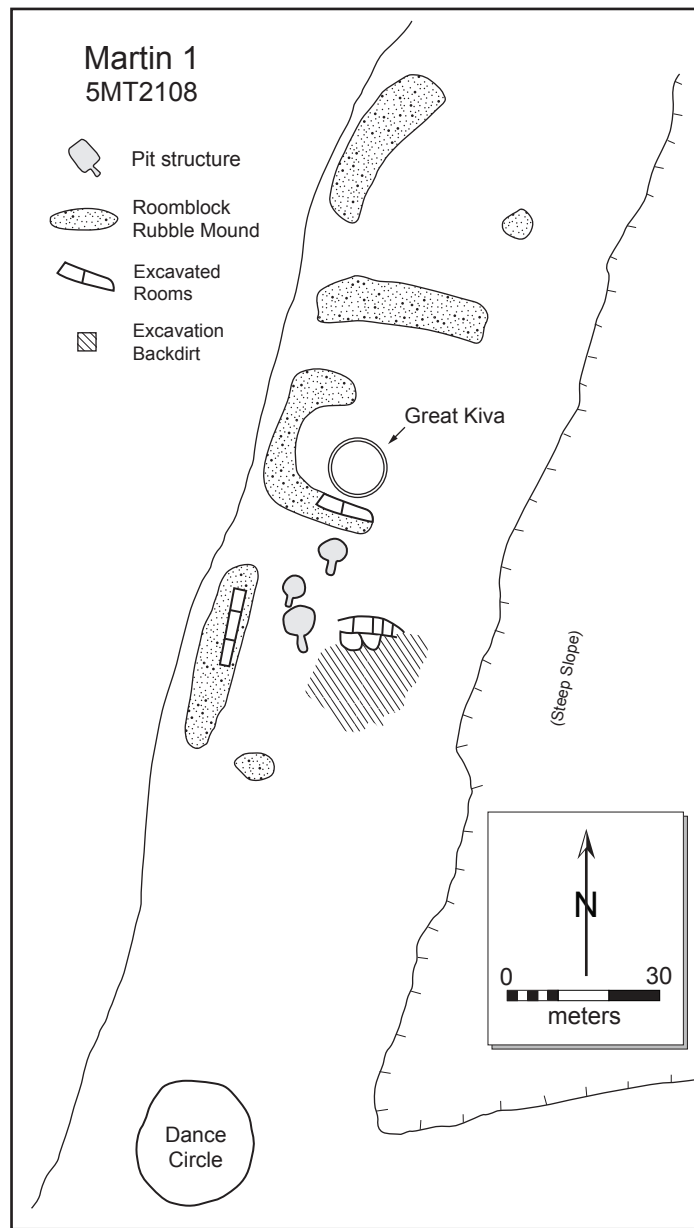 Martin 1
5MT2108
Pit structure
Roomblock
Rubble Mound
Excavated
Rooms
Excavation
Backdirt
Great Kiva
(Steep Slope)
N
0 30
meters
Dance
Circle